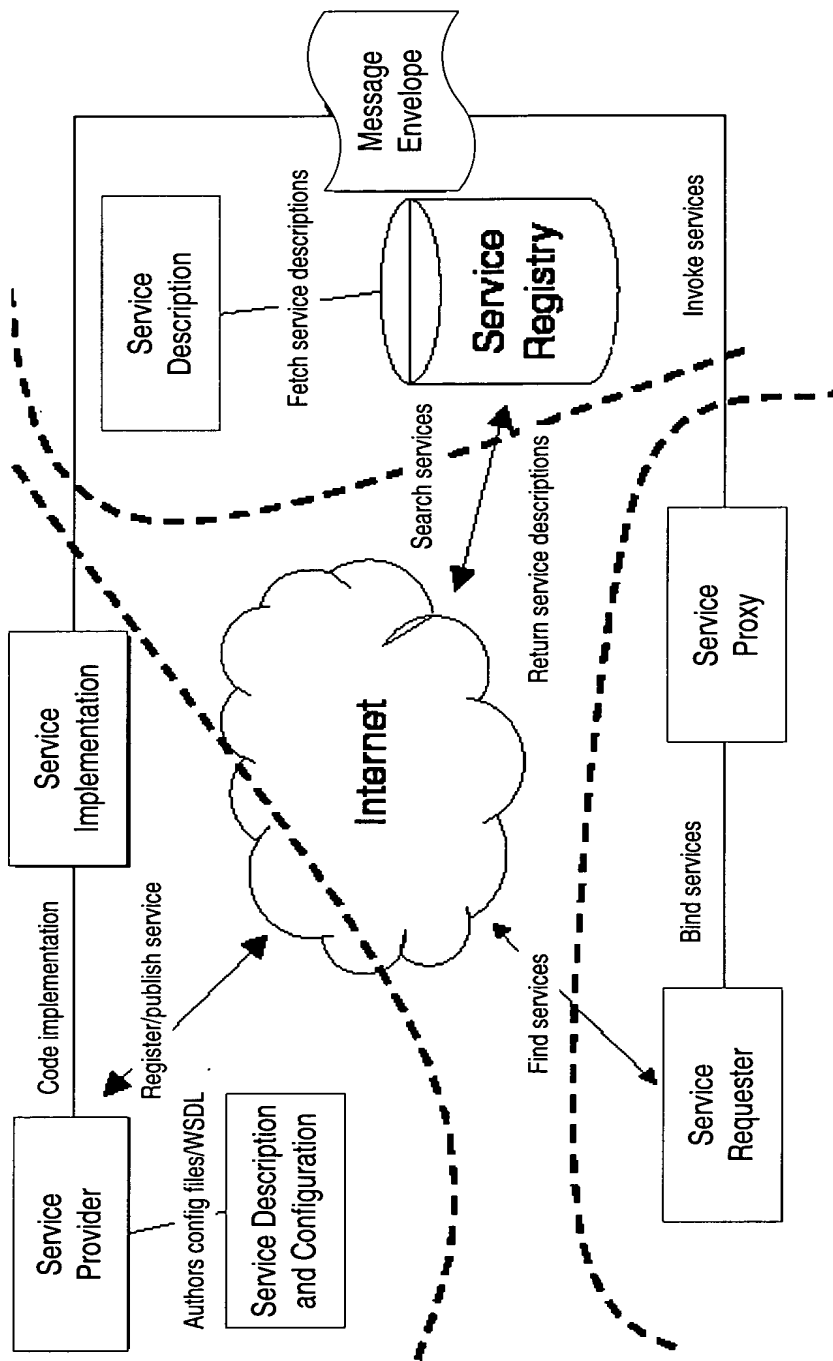 Service
Provider
Code implementation
Service
Implementation
Authors config files/WSDL
Register/publish service
Service Description
and Configuration
Internet
Service
Description
Fetch service descriptions
Message
Envelope
Search services
Return service descriptions
Service
Registry
Find services
Service
Requester
Bind services
Service
Proxy
Invoke services